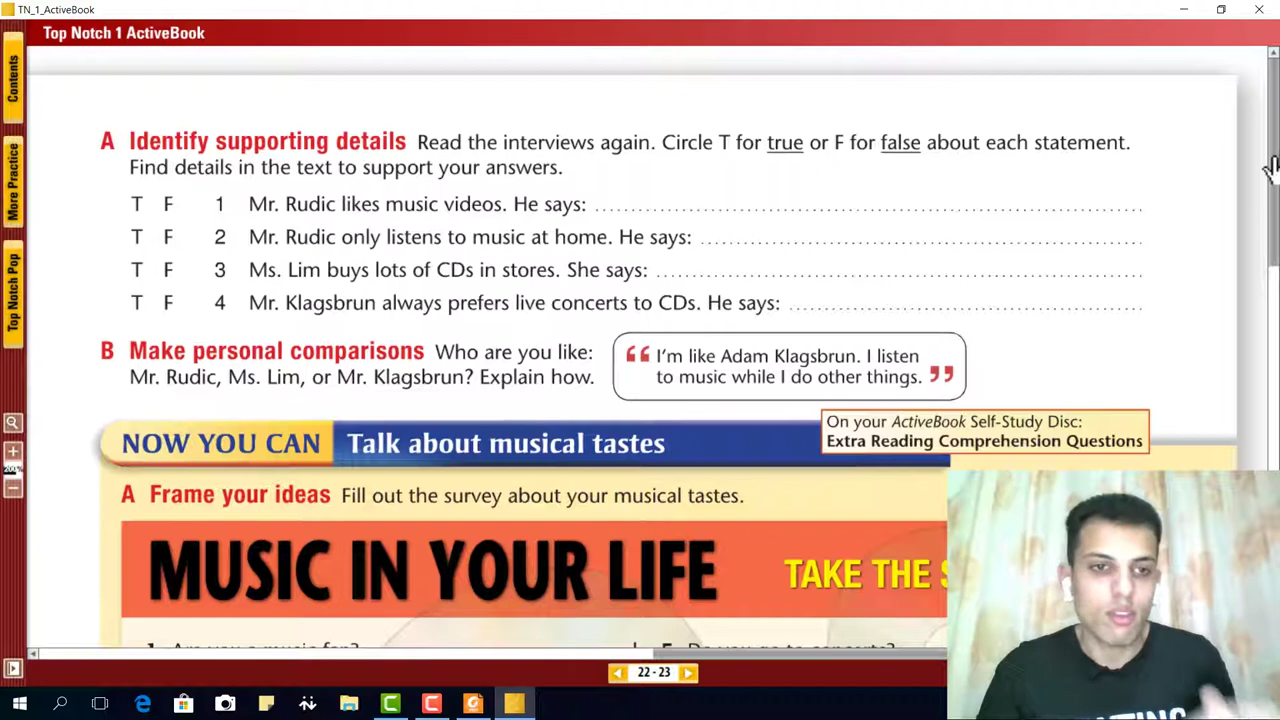 TN_1_ActiveBook
Top Notch 1 ActiveBook
Contents
More Practice
Top Notch Pop
A Identify supporting details Read the interviews again. Circle T for true or F for false about each statement.
Find details in the text to support your answers.
T F 1 Mr. Rudic likes music videos. He says:
T F 2 Mr. Rudic only listens to music at home. He says:
T F 3 Ms. Lim buys lots of CDs in stores. She says:
T F 4 Mr. Klagsbrun always prefers live concerts to CDs. He says:
B Make personal comparisons Who are you like:
Mr. Rudic, Ms. Lim, or Mr. Klagsbrun? Explain how.
“ I'm like Adam Klagsbrun. I listen
to music while I do other things. ”
On your ActiveBook Self-Study Disc:
Extra Reading Comprehension Questions
NOW YOU CAN Talk about musical tastes
A Frame your ideas Fill out the survey about your musical tastes.
MUSIC IN YOUR LIFE
TAKE THE
200%
22 - 23